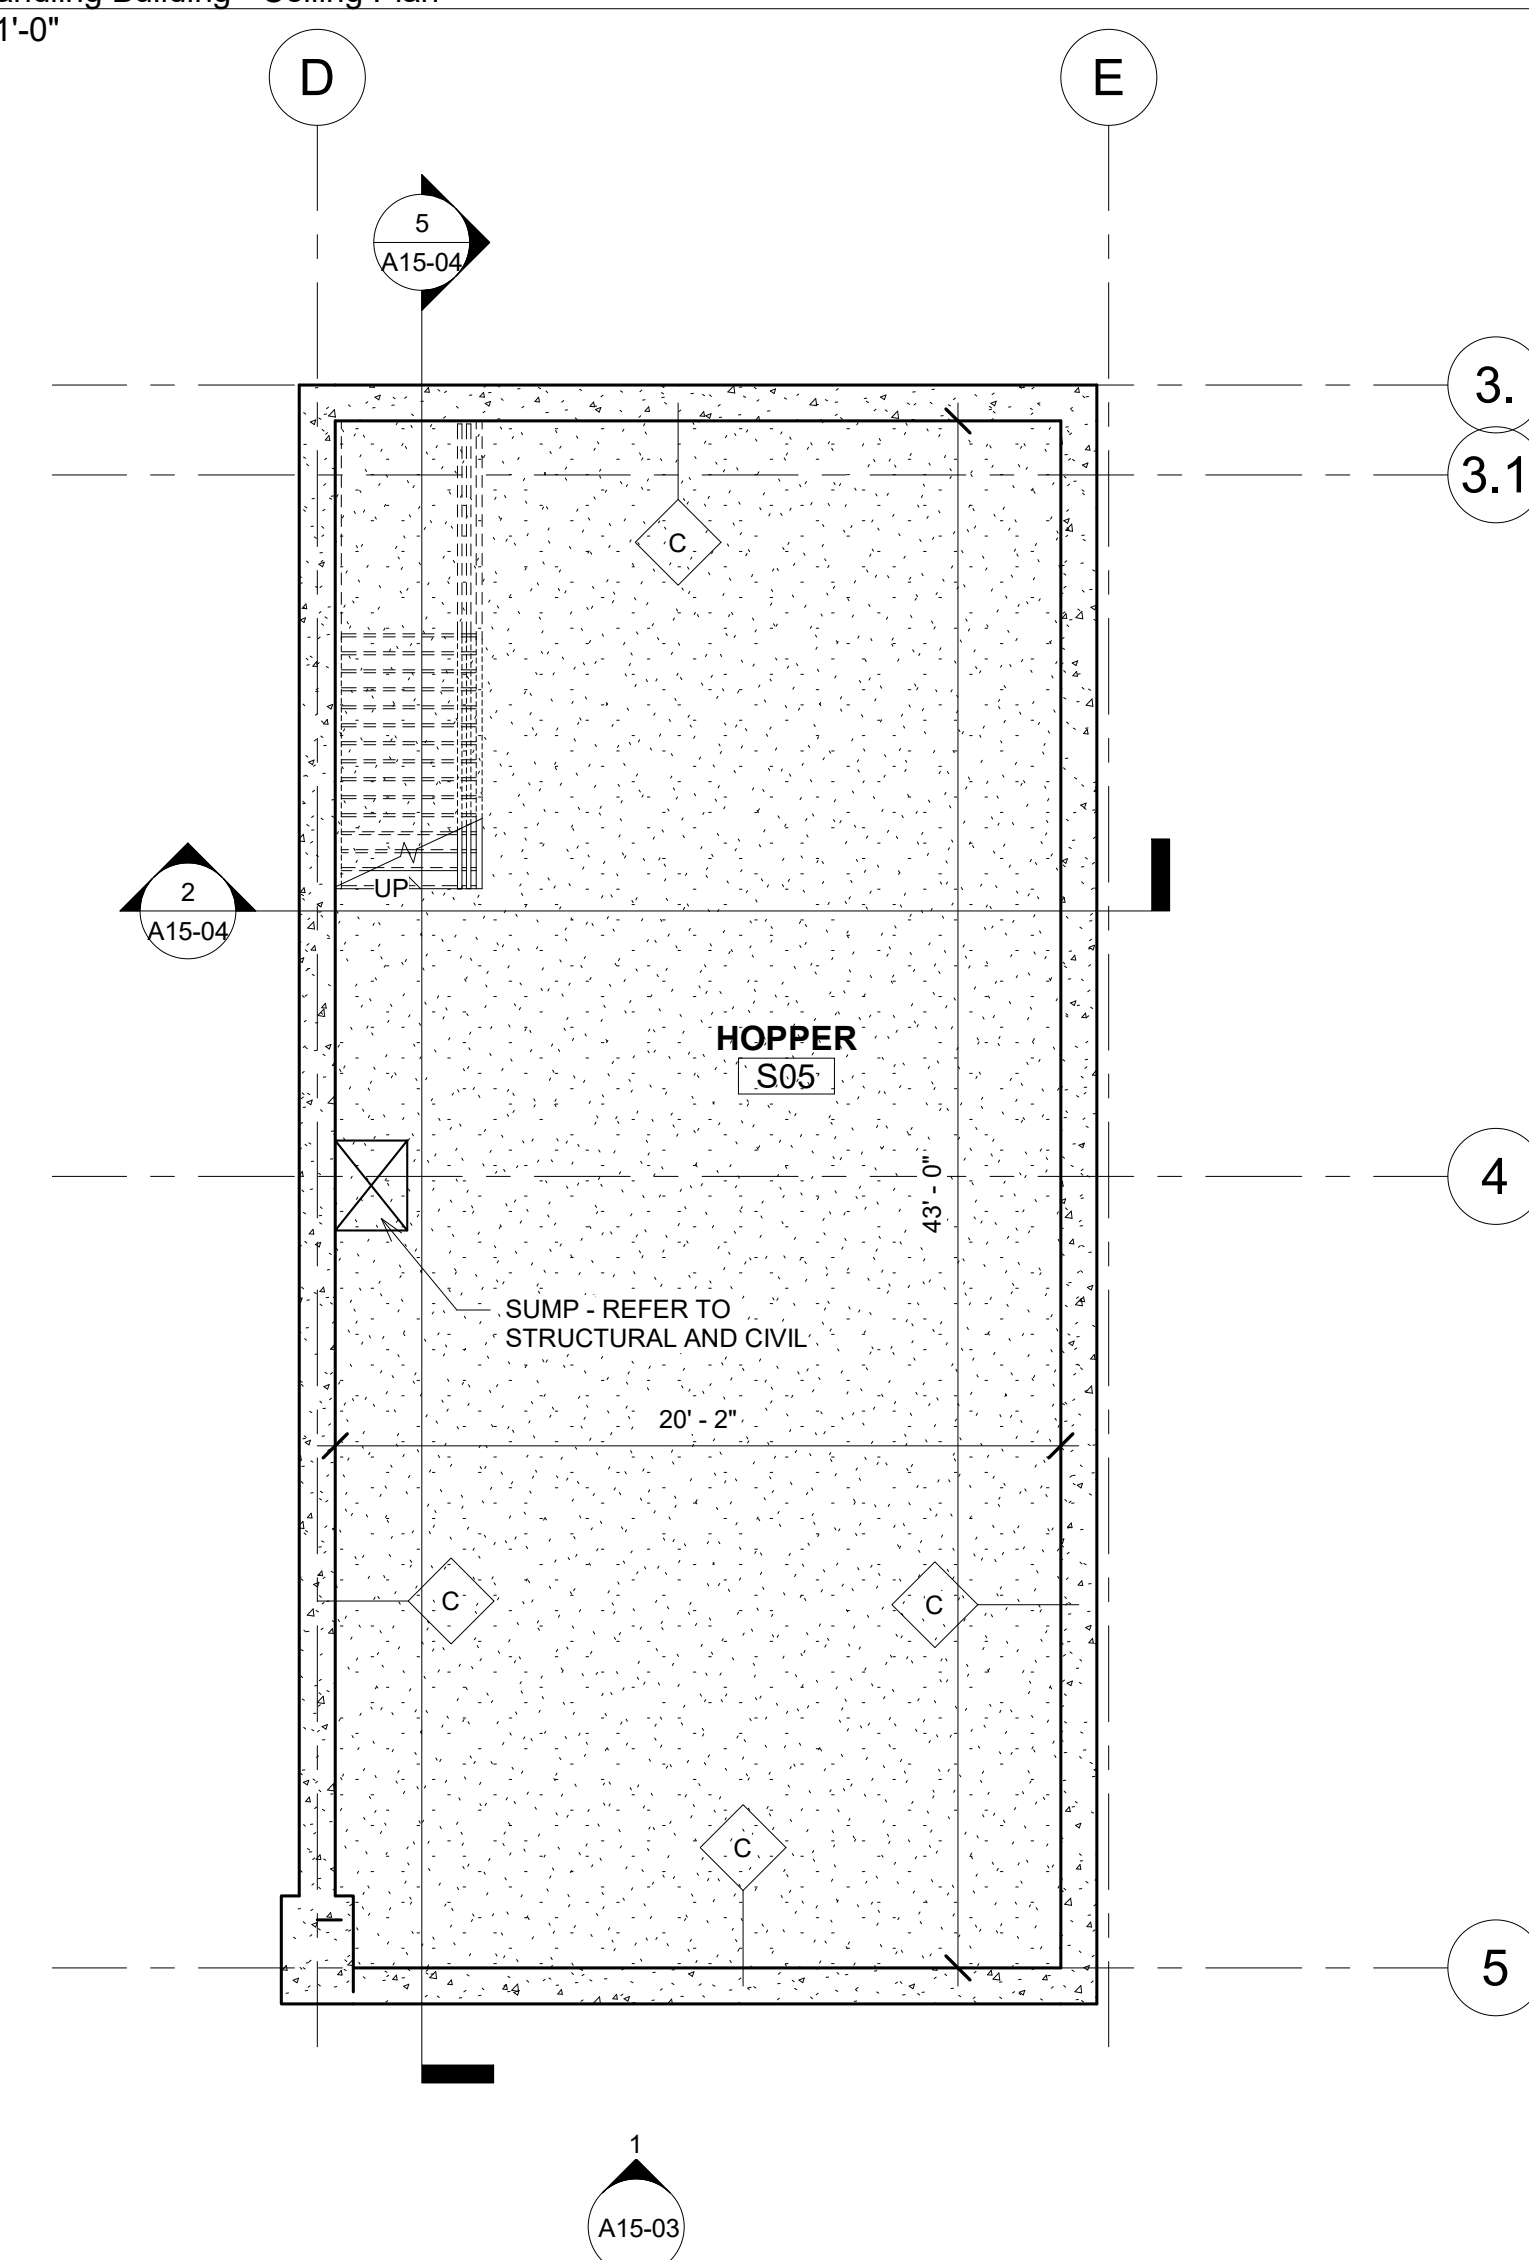 1'-0"
D
E
5
A15-04
3.
3.1
C
UP
2
A15-04
HOPPER
S05
43' - 0"
4
SUMP - REFER TO
STRUCTURAL AND CIVIL
20' - 2"
C
C
C
5
1
A15-03